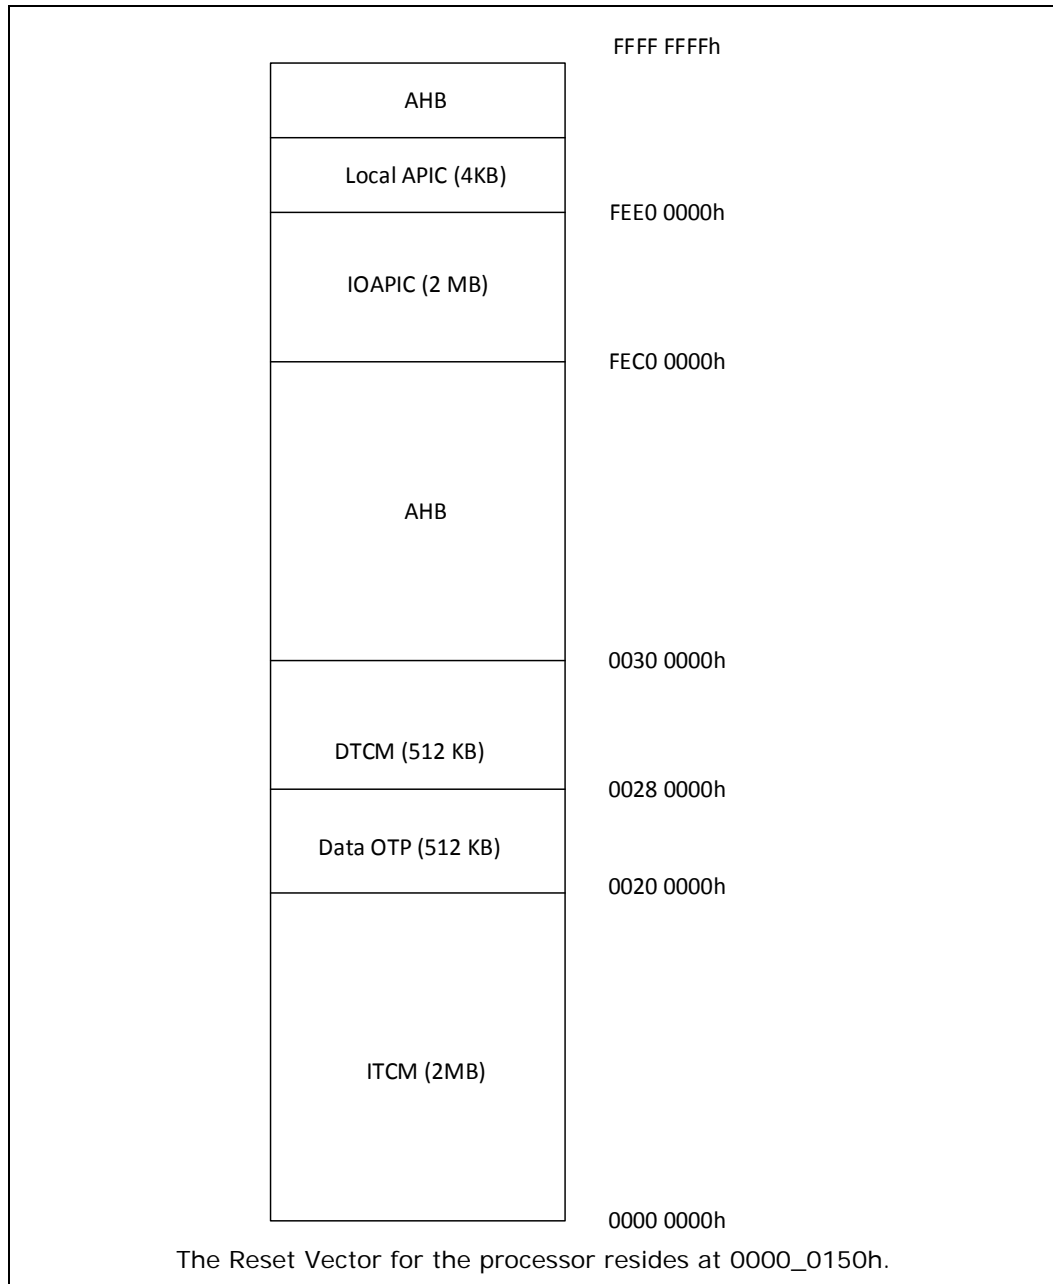 FFFF FFFFh
AHB
Local APIC (4KB)
FEE0 0000h
IOAPIC (2 MB)
FEC0 0000h
AHB
0030 0000h
DTCM (512 KB)
0028 0000h
Data OTP (512 KB)
0020 0000h
ITCM (2MB)
0000 0000h
The Reset Vector for the processor resides at 0000_0150h.